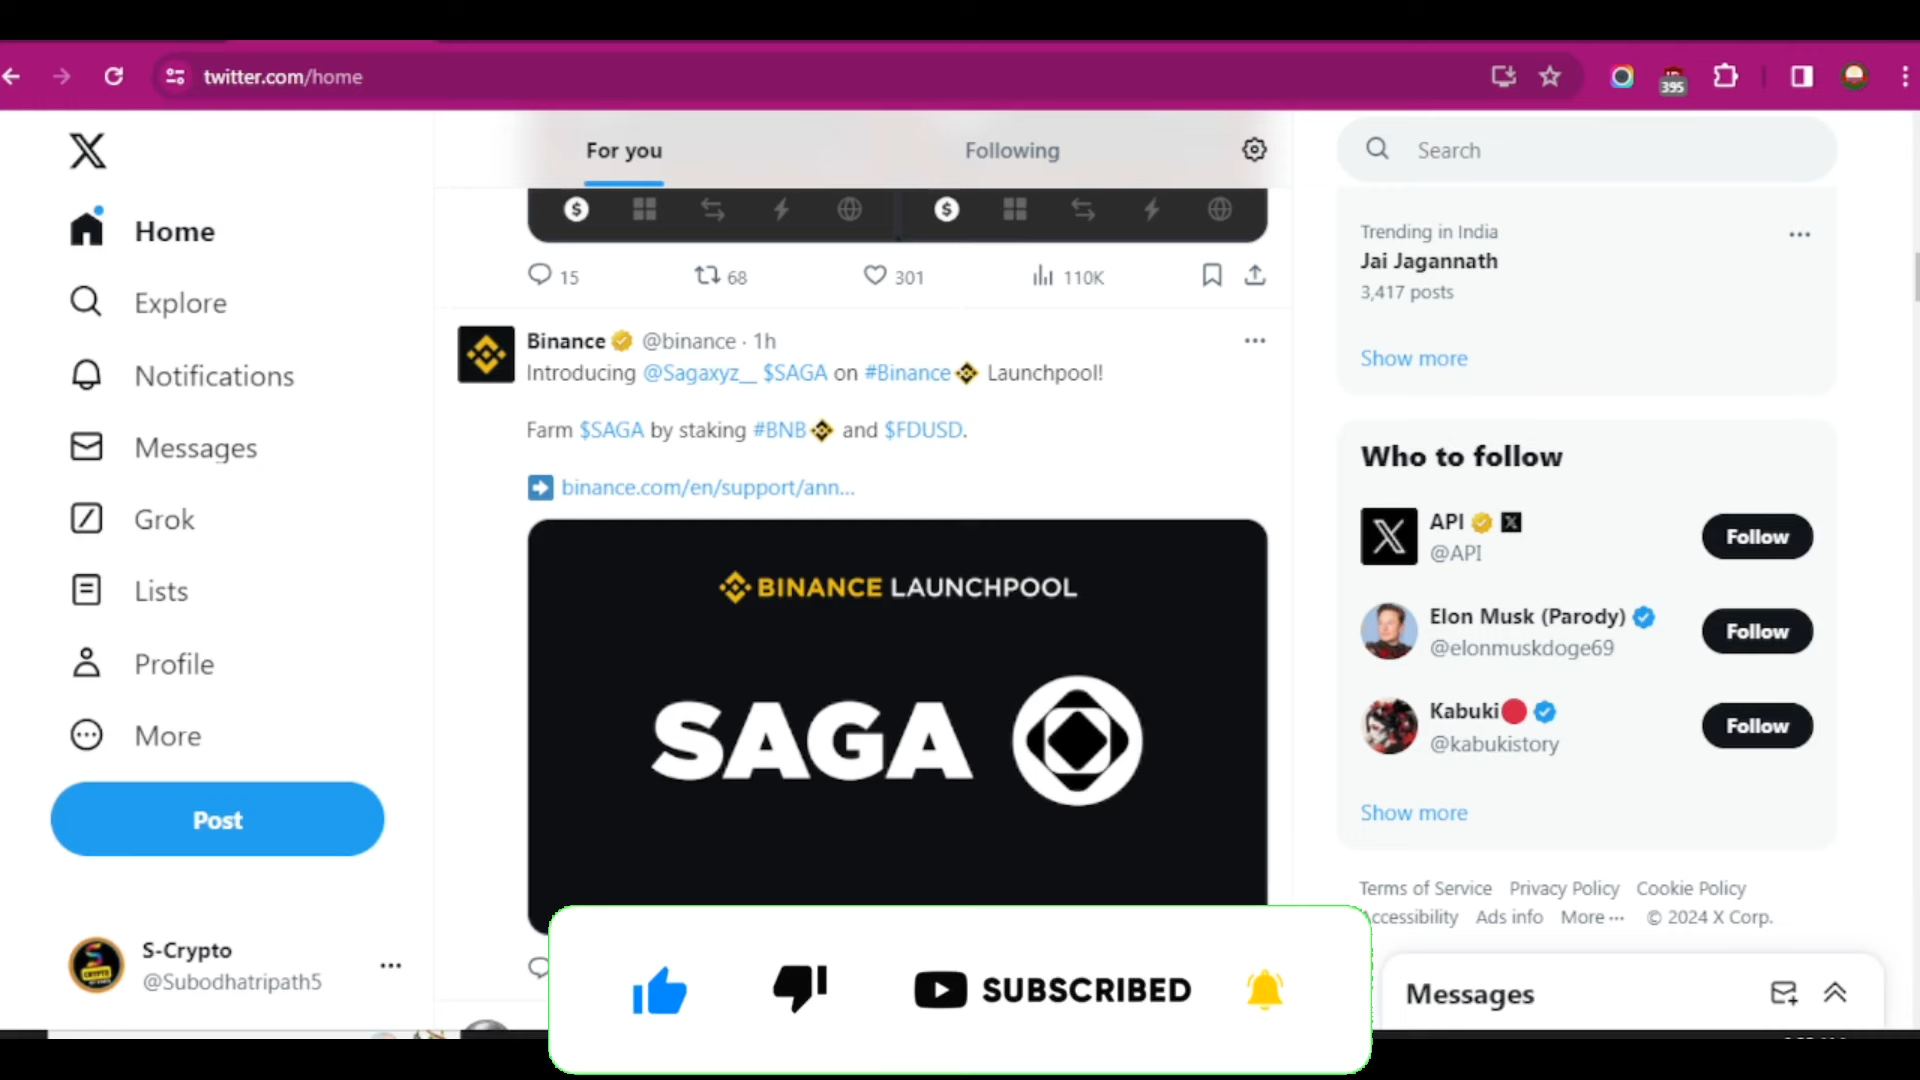 twitter.com/home
395
For you
Following
Search
Home
Explore
Notifications
Messages
Grok
Lists
Profile
More
Post
S-Crypto
@Subodhatripath5
15
68
301
110K
Binance @binance · 1h
Introducing @Sagaxyz__ $SAGA on #Binance Launchpool!
Farm $SAGA by staking #BNB and $FDUSD.
binance.com/en/support/ann...
BINANCE LAUNCHPOOL
SAGA
Trending in India
Jai Jagannath
3,417 posts
Show more
Who to follow
API
@API
Follow
Elon Musk (Parody)
@elonmuskdoge69
Follow
Kabuki
@kabukistory
Follow
Show more
Terms of Service Privacy Policy Cookie Policy
Accessibility Ads info More ··· © 2024 X Corp.
Messages
SUBSCRIBED